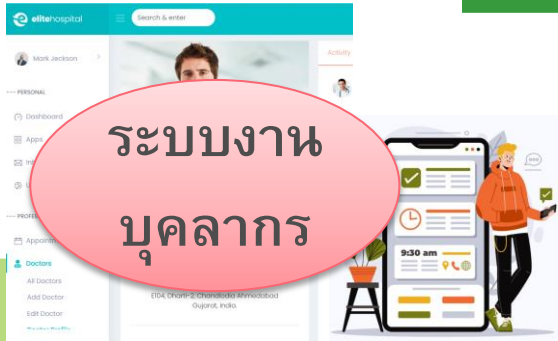 elitehospital
Search & enter
Mark Jeckson
PERSONAL
Dashboard
Apps
Activity
ระบบงาน
บุคลากร
Doctors
All Doctors
Add Doctor
Edit Doctor
E104, Dharti-2, Chandlodia Ahmedabad
Gujarat, India.
9:30 am